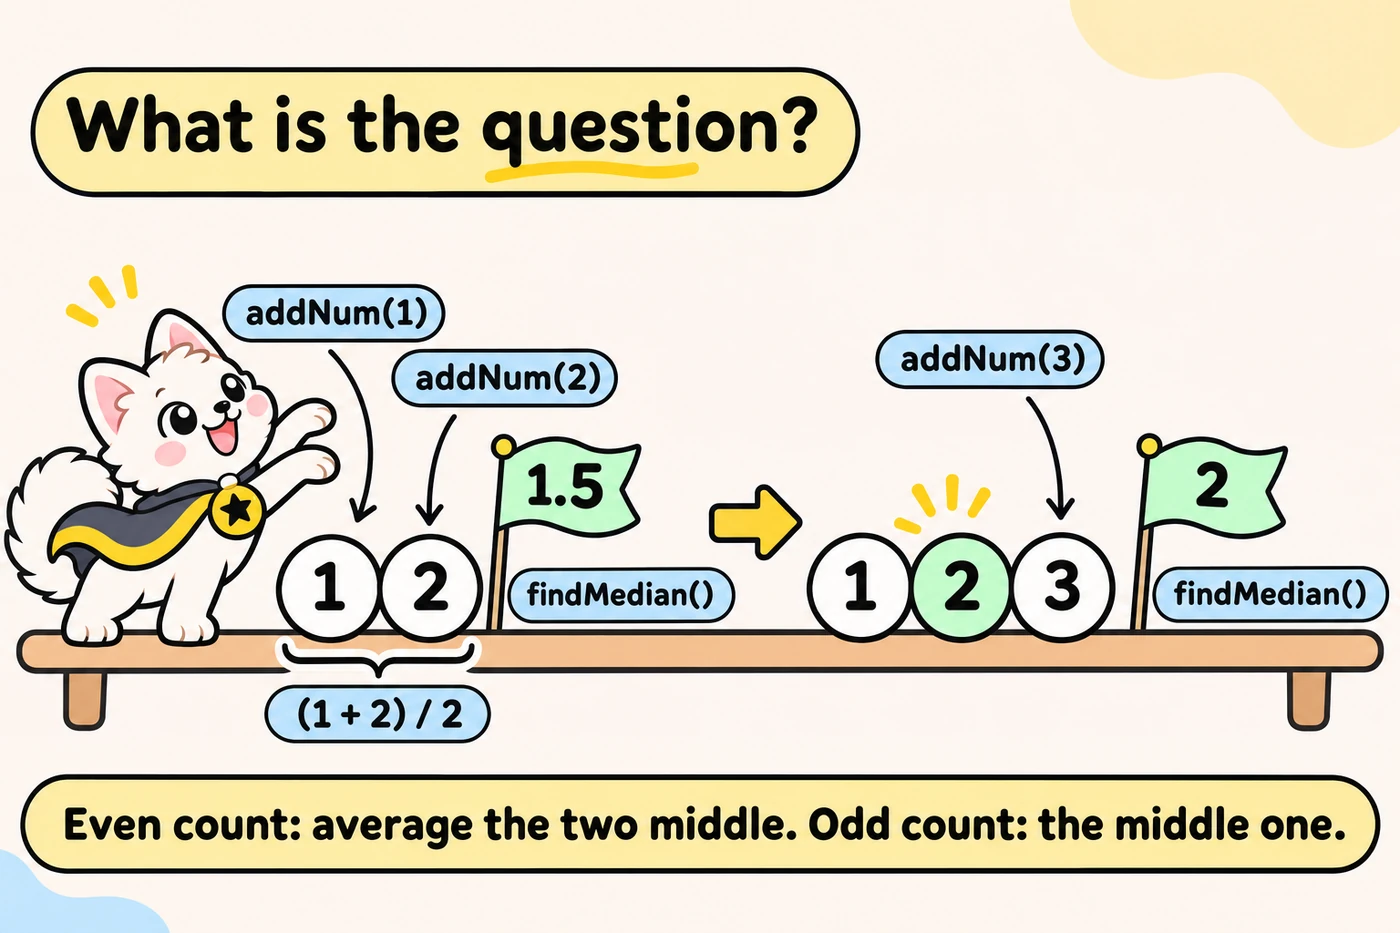 What is the question?
addNum(1)
addNum(2)
addNum(3)
1.5
2
1 2
findMedian()
1 2 3
findMedian()
(1 + 2) / 2
Even count: average the two middle. Odd count: the middle one.